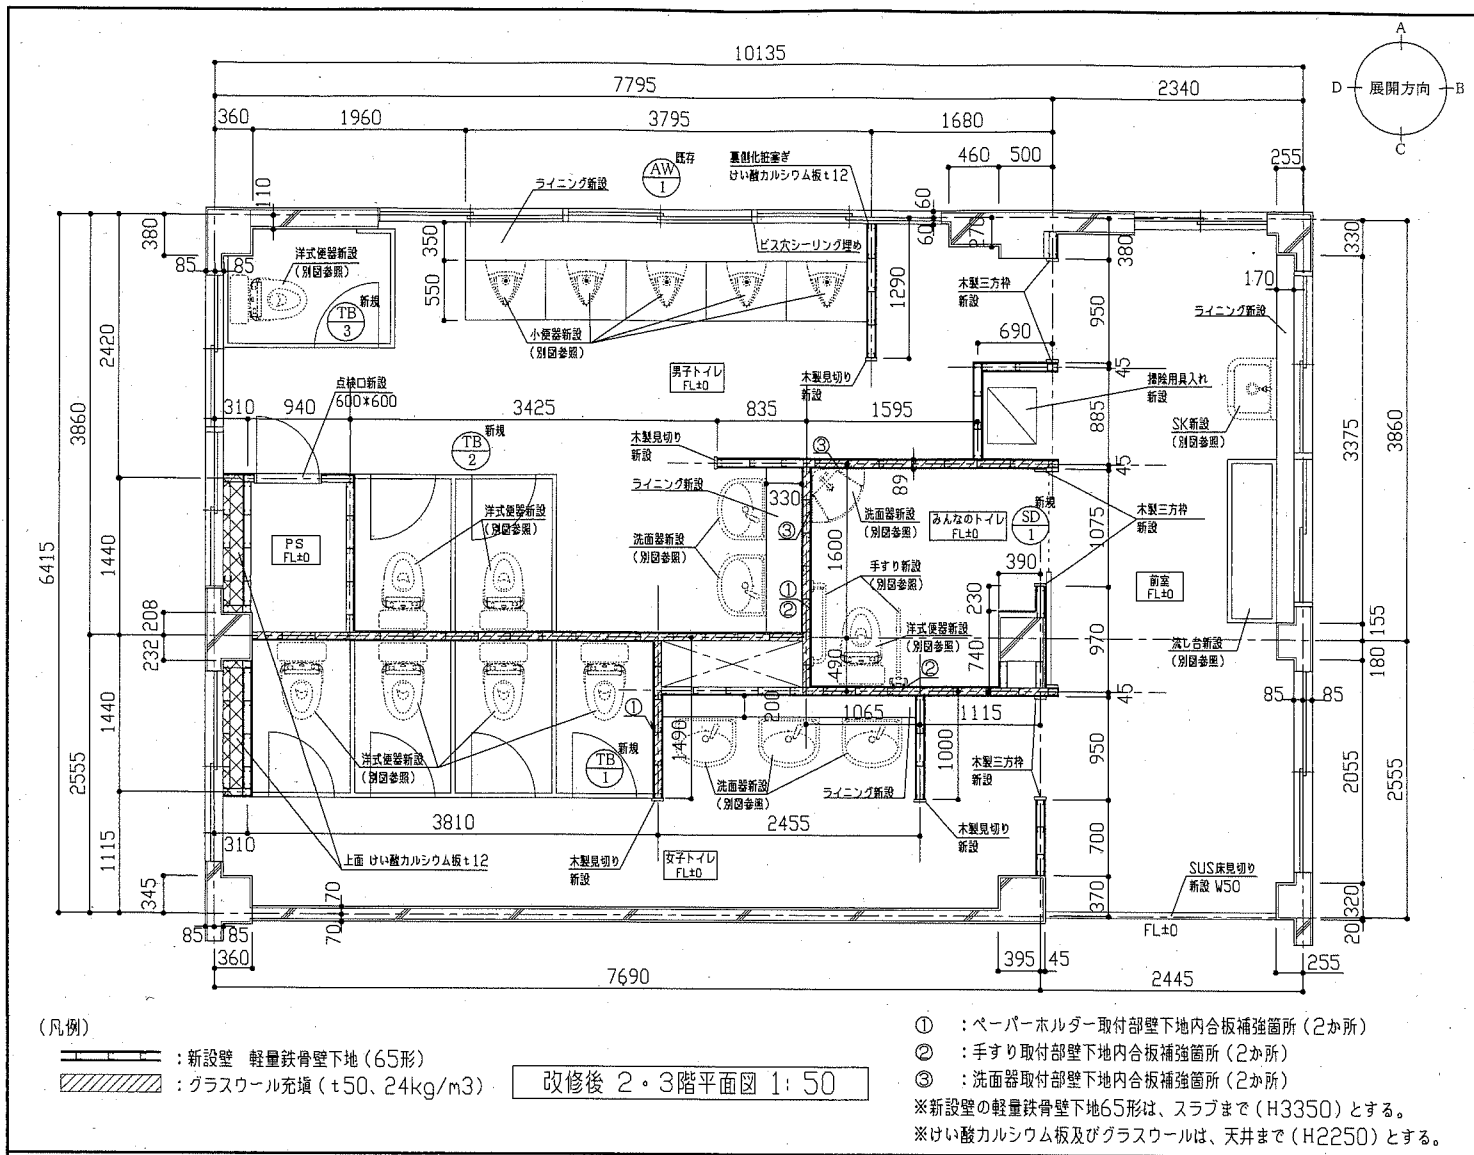 10135
7795
2340
360
1960
3795
1680
460
500
255
A
B
C
D
展開方向
AW
1
既存
裏側化粧塞ぎ
けい酸カルシウム板t12
ライニング新設
ビス穴シーリング埋め
110
380
85
185
350
550
60
60
270
380
330
170
1290
洋式便器新設
(別図参照)
TB
3
新規
小便器新設
(別図参照)
男子トイレ
FL±0
木製見切り
新設
木製三方枠
新設
690
950
45
掃除用具入れ
新設
885
45
ライニング新設
SK新設
(別図参照)
2420
3860
6415
点検口新設
600*600
310
940
3425
835
1595
TB
2
新規
木製見切り
新設
ライニング新設
330
③
③
89
洗面器新設
(別図参照)
みんなのトイレ
FL±0
SD
1
新規
木製三方枠
新設
1075
3375
3860
PS
FL±0
洋式便器新設
(別図参照)
洗面器新設
(別図参照)
1600
手すり新設
(別図参照)
①
②
390
230
前室
FL±0
1440
208
232
洋式便器新設
(別図参照)
740
970
490
②
流し台新設
(別図参照)
155
180
85
85
45
1440
2555
①
1490
200
1065
1115
1000
950
洋式便器新設
(別図参照)
TB
1
新規
洗面器新設
(別図参照)
ライニング新設
木製三方枠
新設
2055
2555
310
3810
2455
上面 けい酸カルシウム板t12
木製見切り
新設
女子トイレ
FL±0
木製見切り
新設
700
370
SUS床見切り
新設 W50
FL±0
1115
345
70
70
85
85
360
7690
395
45
2445
255
320
20
(凡例)
:新設壁 軽量鉄骨壁下地(65形)
:グラスウール充填(t50、24kg/m3)
改修後 2・3階平面図 1:50
① :ペーパーホルダー取付部壁下地内合板補強箇所(2か所)
② :手すり取付部壁下地内合板補強箇所(2か所)
③ :洗面器取付部壁下地内合板補強箇所(2か所)
※新設壁の軽量鉄骨壁下地65形は、スラブまで(H3350)とする。
※けい酸カルシウム板及びグラスウールは、天井まで(H2250)とする。